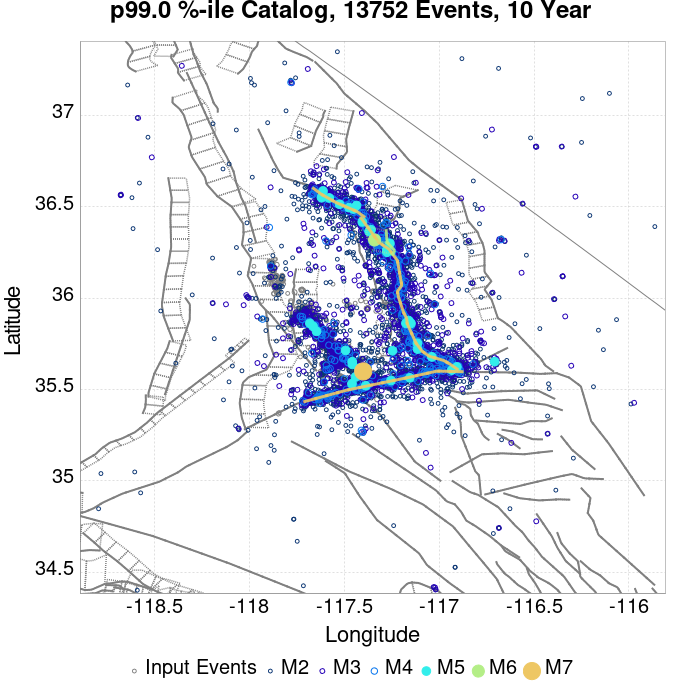 p99.0 %-ile Catalog, 13752 Events, 10 Year
37
36.5
36
35.5
35
34.5
Latitude
-118.5 -118 -117.5 -117 -116.5 -116
Longitude
Input Events M2 M3 M4 M5 M6 M7